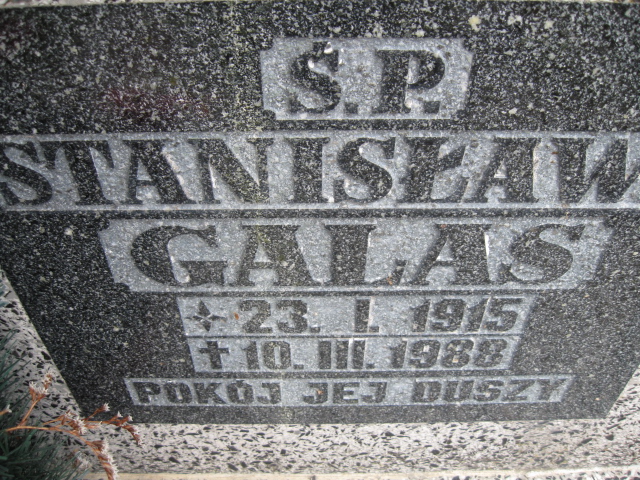 Ś.P.
STANISŁAW
GALAS
23. I. 1915
✝ 10. III. 1988
POKÓJ JEJ DUSZY